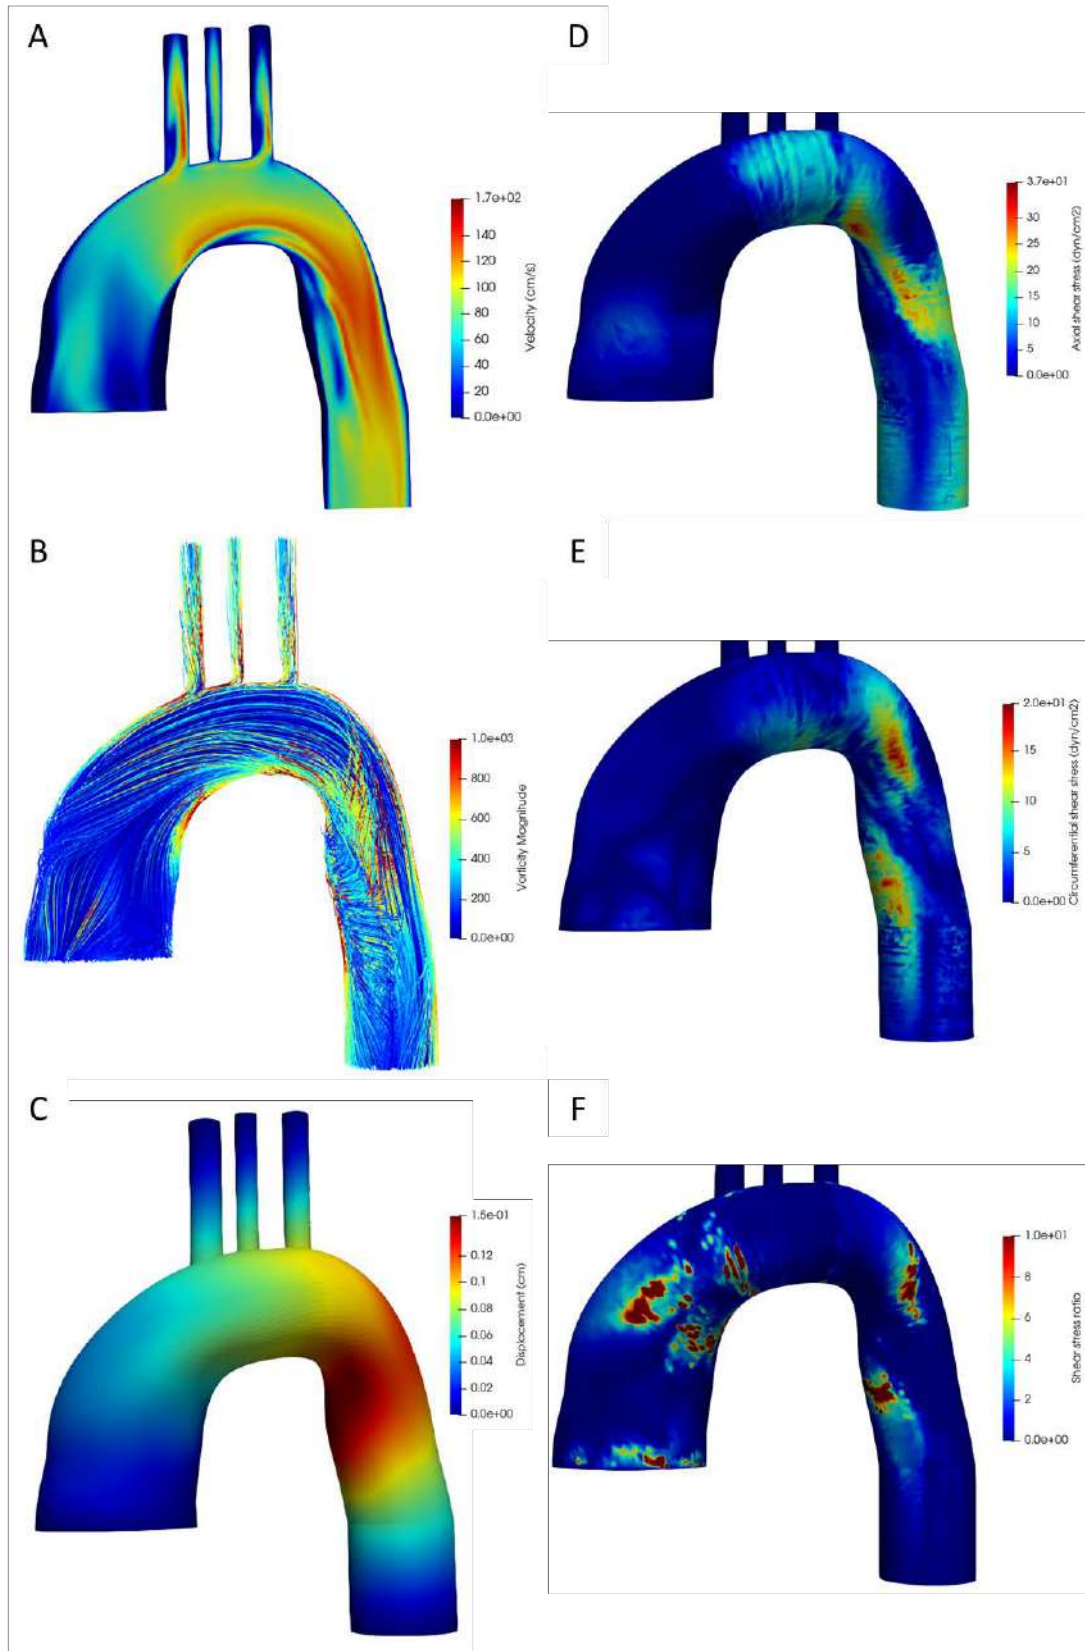 A
1.7e+02
140
120
100
80
60
40
20
0.0e+00
Velocity (cm/s)
B
1.0e+03
800
600
400
200
0.0e+00
Vorticity Magnitude
C
1.5e-01
0.12
0.1
0.08
0.06
0.04
0.02
0.0e+00
Displacement (cm)
D
3.7e+01
30
25
20
15
10
5
0.0e+00
Axial shear stress (dyn/cm2)
E
2.0e+01
15
10
5
0.0e+00
Circumferential shear stress (dyn/cm2)
F
1.0e+01
8
6
4
2
0.0e+00
Shear stress ratio